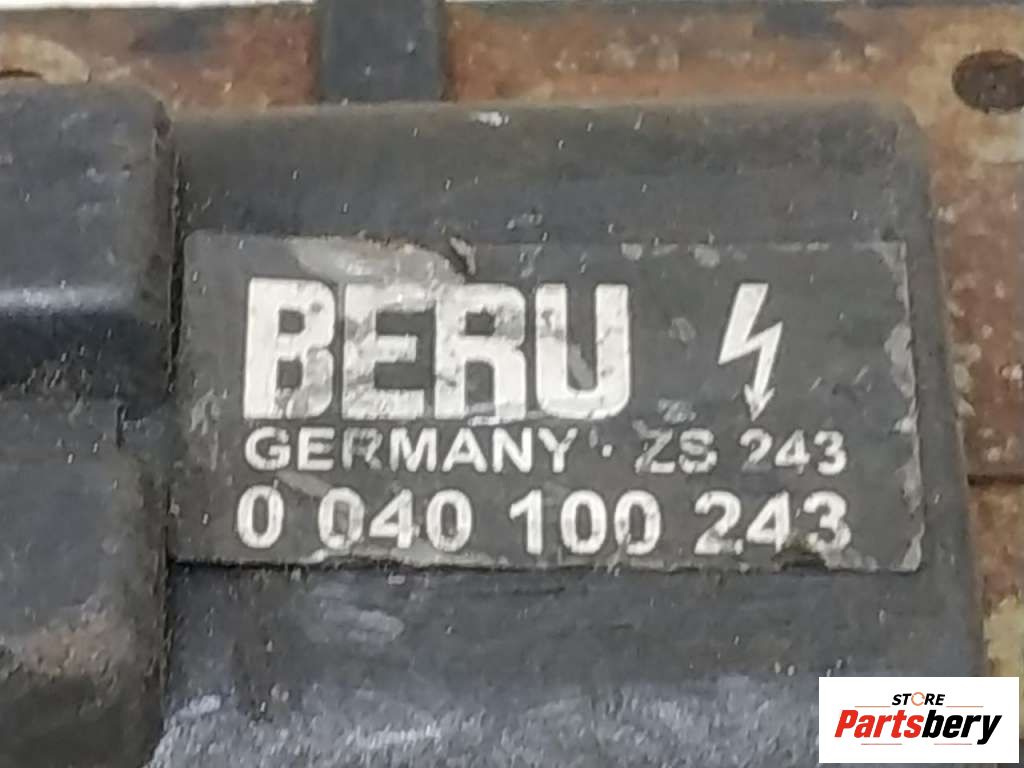 BERU
GERMANY · ZS 243
0 040 100 243
STORE
Partsbery